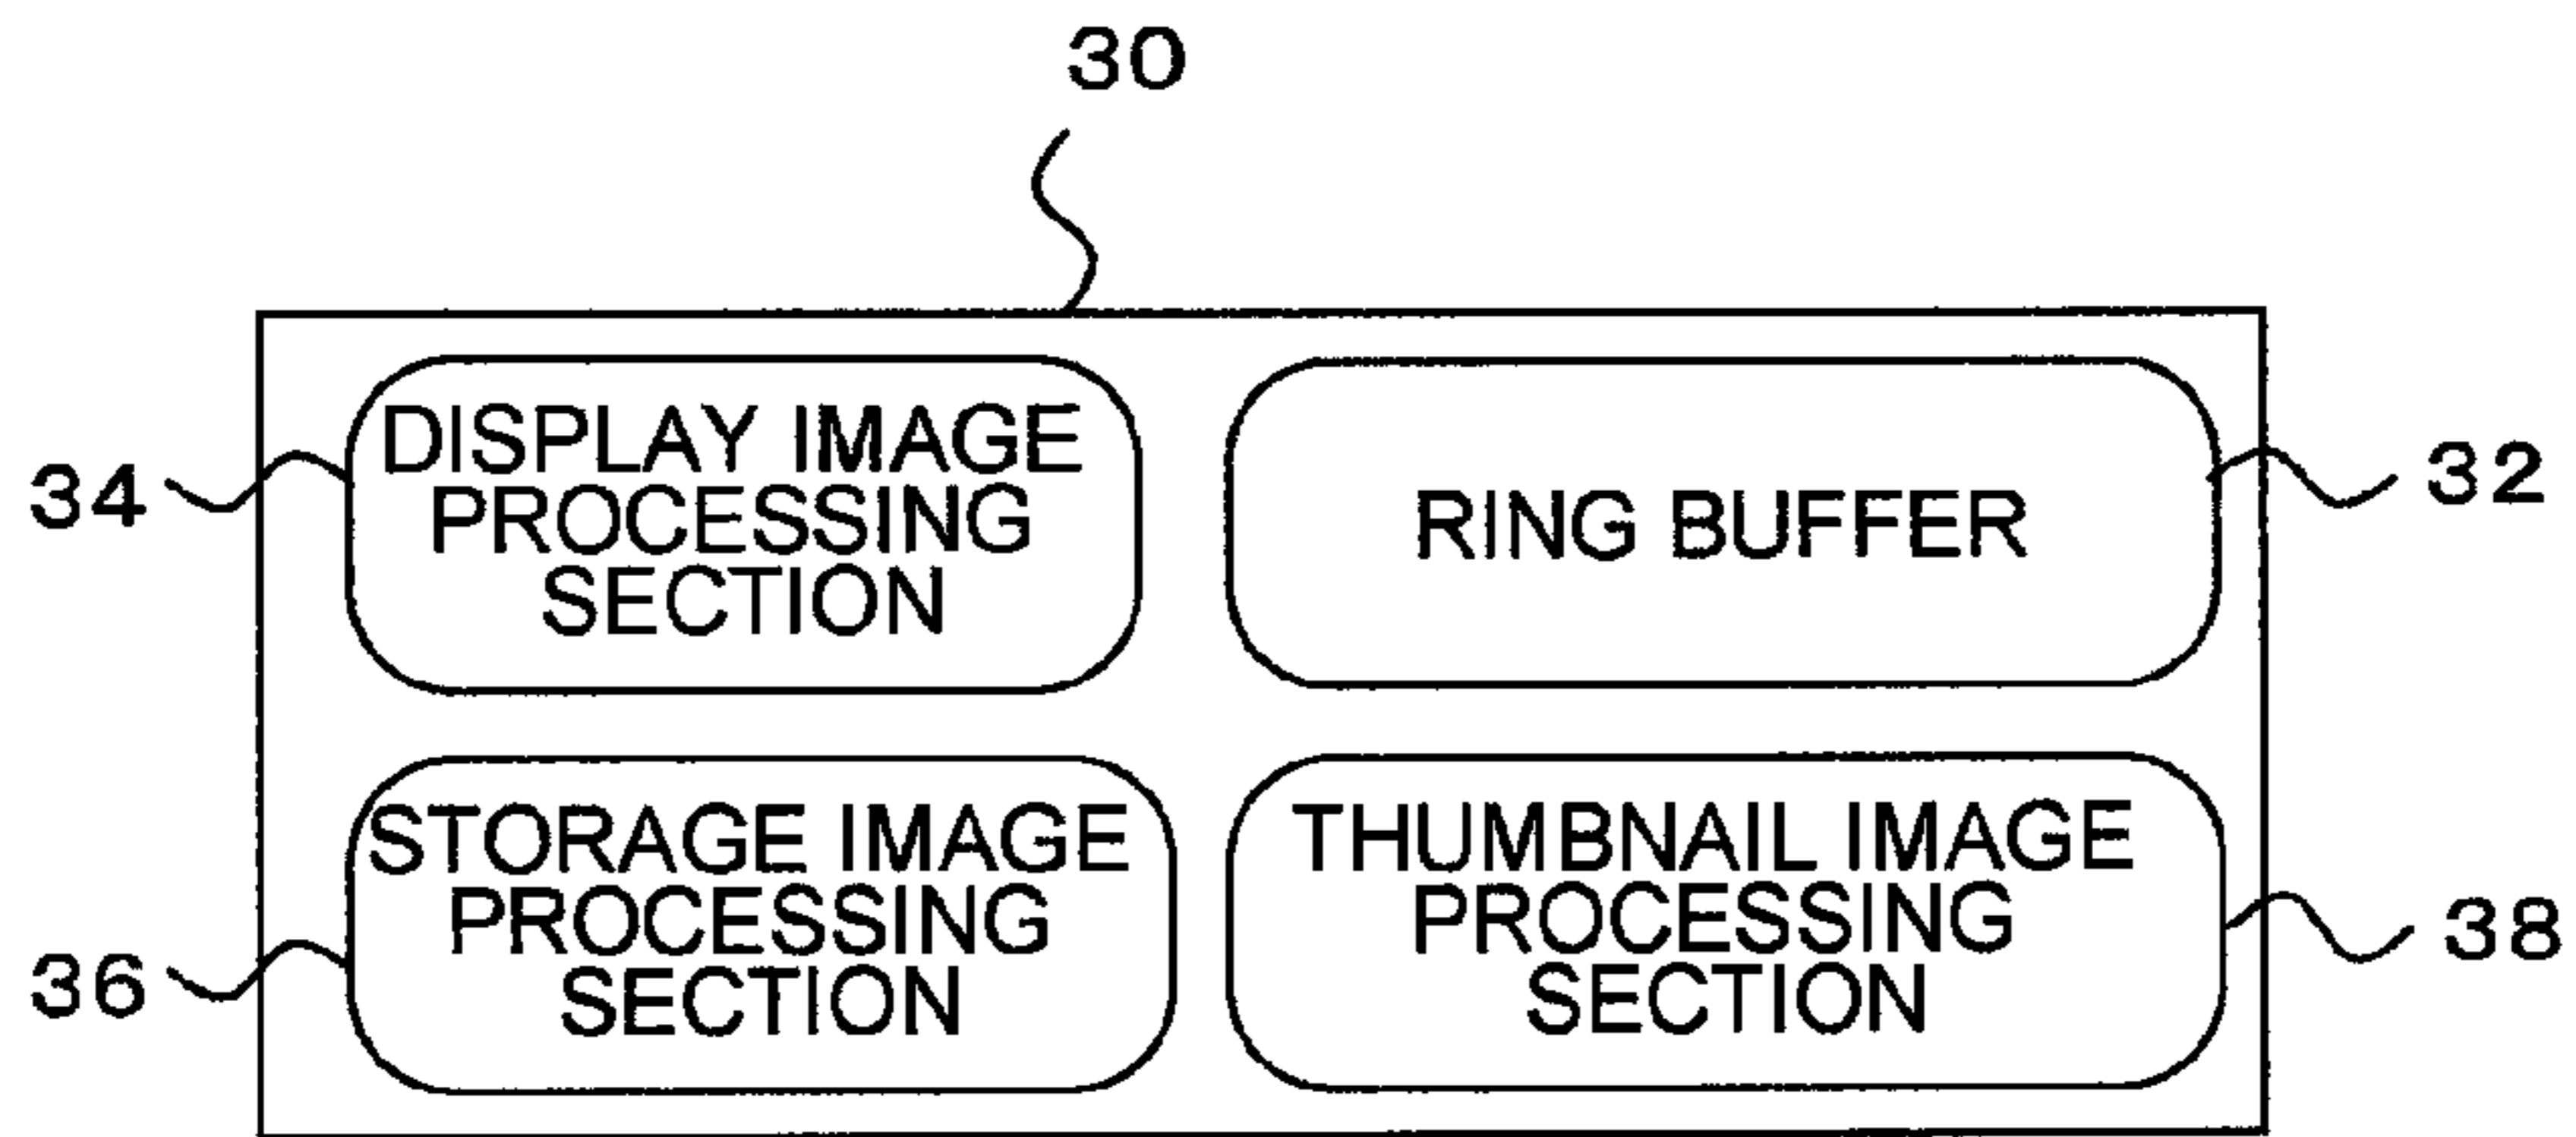 30
34
DISPLAY IMAGE
PROCESSING
SECTION
RING BUFFER
32
36
STORAGE IMAGE
PROCESSING
SECTION
THUMBNAIL IMAGE
PROCESSING
SECTION
38